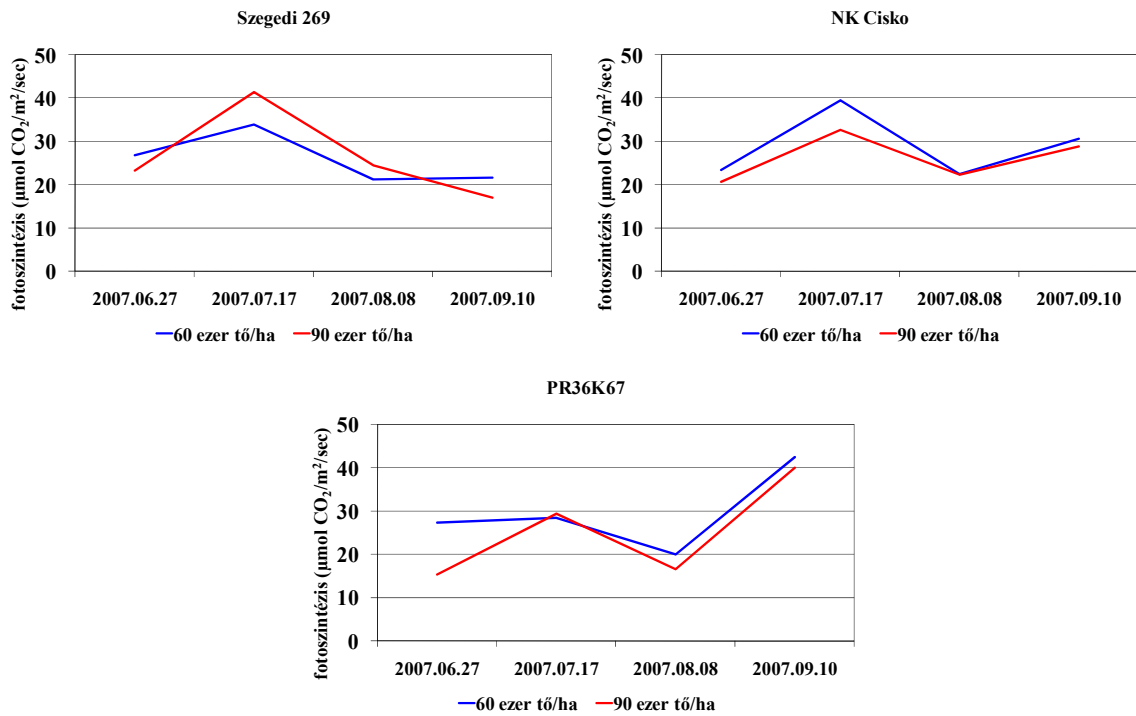 Szegedi 269
fotoszintézis (µmol CO₂/m²/sec)
50
40
30
20
10
0
2007.06.27 2007.07.17 2007.08.08 2007.09.10
60 ezer tő/ha 90 ezer tő/ha
NK Cisko
fotoszintézis (µmol CO₂/m²/sec)
50
40
30
20
10
0
2007.06.27 2007.07.17 2007.08.08 2007.09.10
60 ezer tő/ha 90 ezer tő/ha
PR36K67
fotoszintézis (µmol CO₂/m²/sec)
50
40
30
20
10
0
2007.06.27 2007.07.17 2007.08.08 2007.09.10
60 ezer tő/ha 90 ezer tő/ha